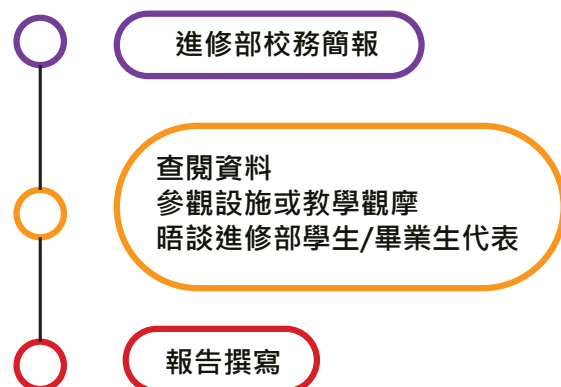 進修部校務簡報
查閱資料
參觀設施或教學觀摩
晤談進修部學生/畢業生代表
報告撰寫